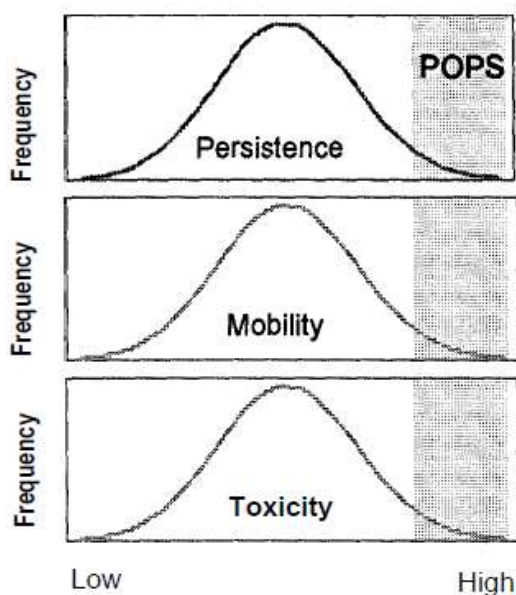 Frequency
POPS
Persistence
Frequency
Mobility
Frequency
Toxicity
Low High